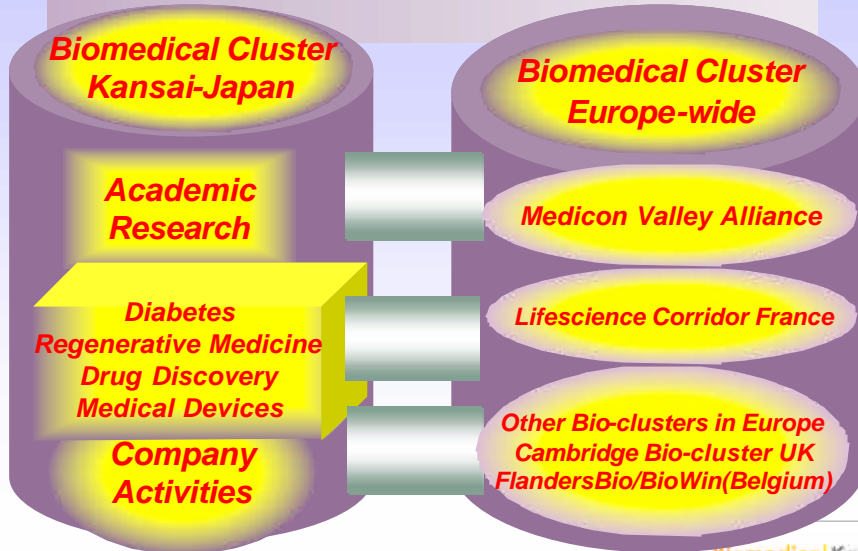 Biomedical Cluster
Kansai-Japan
Academic
Research
Diabetes
Regenerative Medicine
Drug Discovery
Medical Devices
Company
Activities
Biomedical Cluster
Europe-wide
Medicon Valley Alliance
Lifescience Corridor France
Other Bio-clusters in Europe
Cambridge Bio-cluster UK
FlandersBio/BioWin(Belgium)